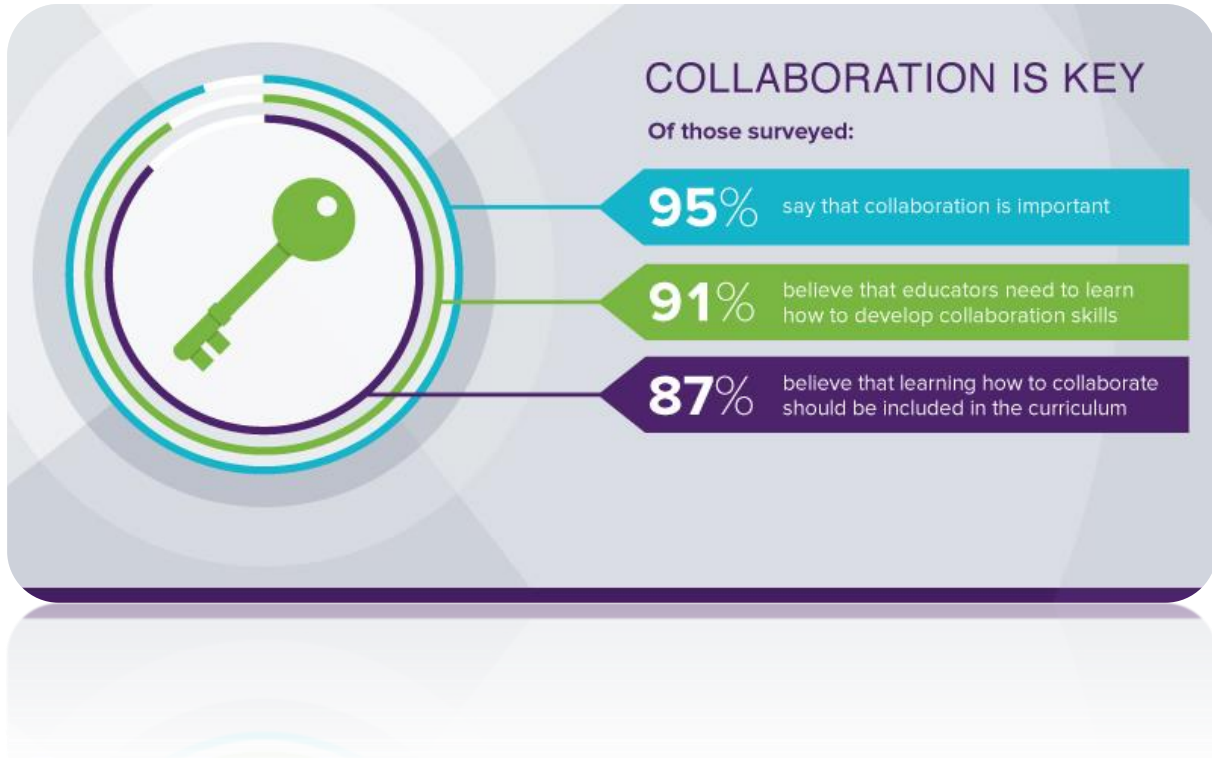 COLLABORATION IS KEY
Of those surveyed:
95% say that collaboration is important
91% believe that educators need to learn
how to develop collaboration skills
87% believe that learning how to collaborate
should be included in the curriculum